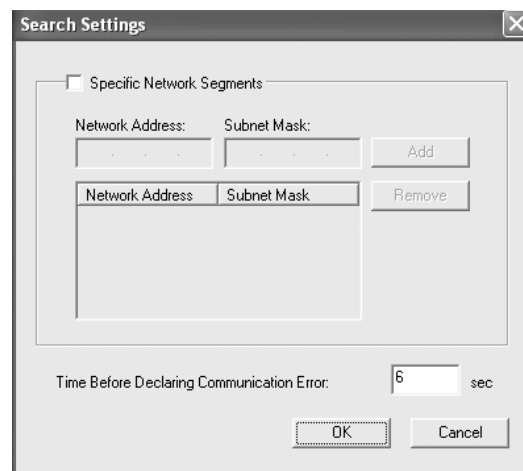 Search Settings
Specific Network Segments
Network Address: Subnet Mask:
. . . . . . Add
Network Address Subnet Mask Remove
Time Before Declaring Communication Error: 6 sec
OK Cancel